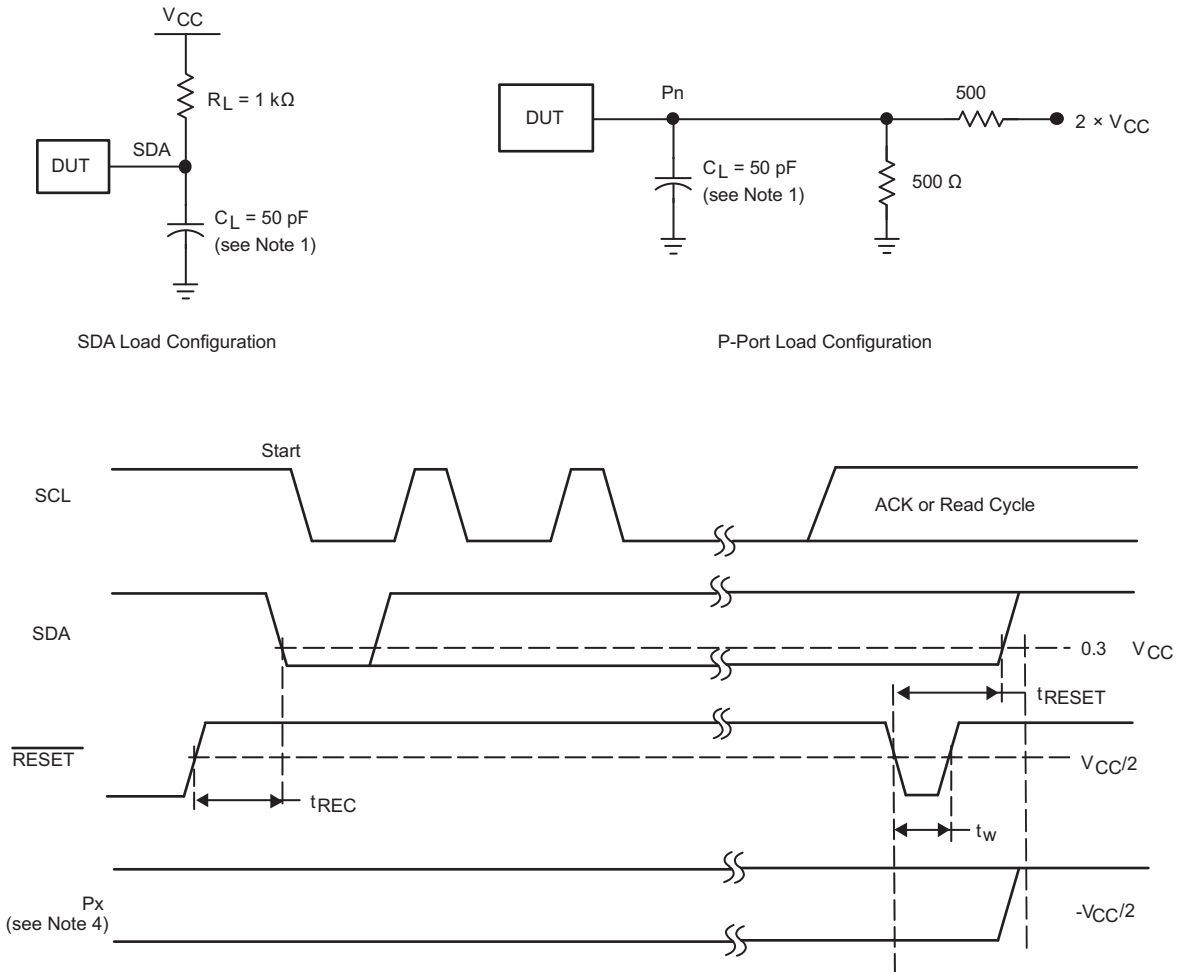 VCC
RL = 1 kΩ
DUT
SDA
CL = 50 pF
(see Note 1)
SDA Load Configuration
DUT
Pn
500
2 × VCC
CL = 50 pF
(see Note 1)
500 Ω
P-Port Load Configuration
Start
SCL
ACK or Read Cycle
SDA
0.3 VCC
tRESET
RESET
VCC/2
tREC
tw
Px
(see Note 4)
-VCC/2